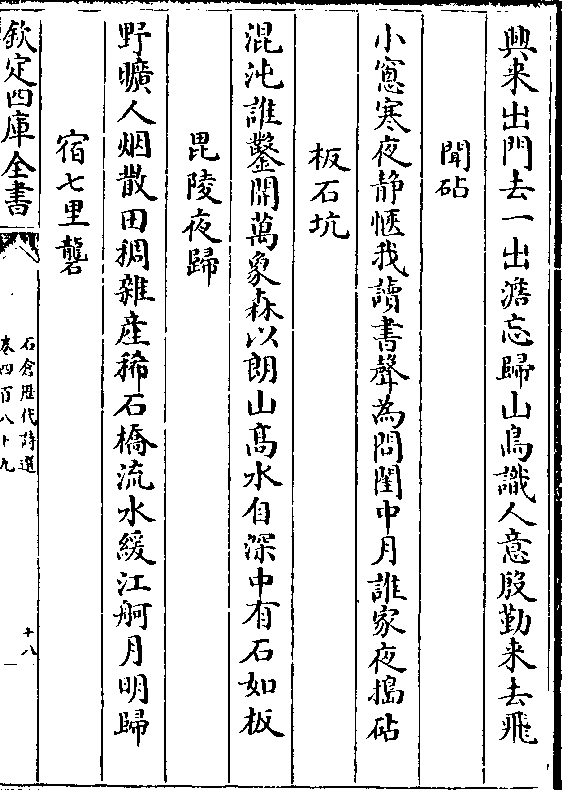 興来出門去一出澹忘歸山鳥識人意殷勤来去飛
聞砧
小窻寒夜静愜我讀書聲為問閨中月誰家夜搗砧
板石坑
混沌誰鑿開萬象森以朗山髙水自深中有石如板
毘陵夜歸
野曠人烟散田稠雜產稀石橋流水緩江舸月明歸
宿七里礱
欽定四庫全書
石倉歷代詩選
卷四百八十九
十八